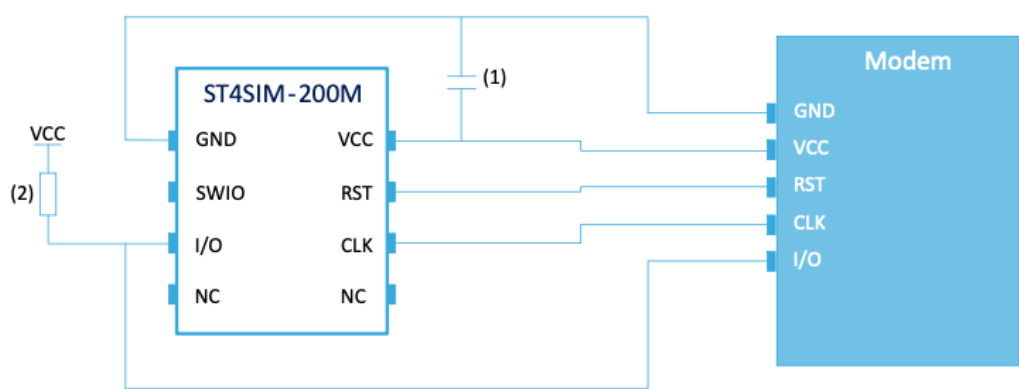 (1)
Modem
ST4SIM-200M
GND
VCC
GND
VCC
VCC
(2)
SWIO
RST
RST
CLK
I/O
CLK
I/O
NC
NC